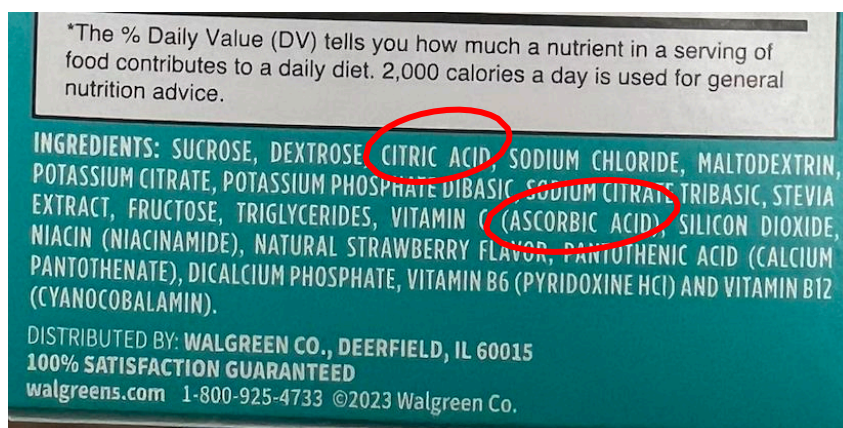 *The % Daily Value (DV) tells you how much a nutrient in a serving of
food contributes to a daily diet. 2,000 calories a day is used for general
nutrition advice.
INGREDIENTS: SUCROSE, DEXTROSE, CITRIC ACID, SODIUM CHLORIDE, MALTODEXTRIN,
POTASSIUM CITRATE, POTASSIUM PHOSPHATE DIBASIC, SODIUM CITRATE TRIBASIC, STEVIA
EXTRACT, FRUCTOSE, TRIGLYCERIDES, VITAMIN C (ASCORBIC ACID), SILICON DIOXIDE,
NIACIN (NIACINAMIDE), NATURAL STRAWBERRY FLAVOR, PANTOTHENIC ACID (CALCIUM
PANTOTHENATE), DICALCIUM PHOSPHATE, VITAMIN B6 (PYRIDOXINE HCl) AND VITAMIN B12
(CYANOCOBALAMIN).
DISTRIBUTED BY: WALGREEN CO., DEERFIELD, IL 60015
100% SATISFACTION GUARANTEED
walgreens.com 1-800-925-4733 ©2023 Walgreen Co.